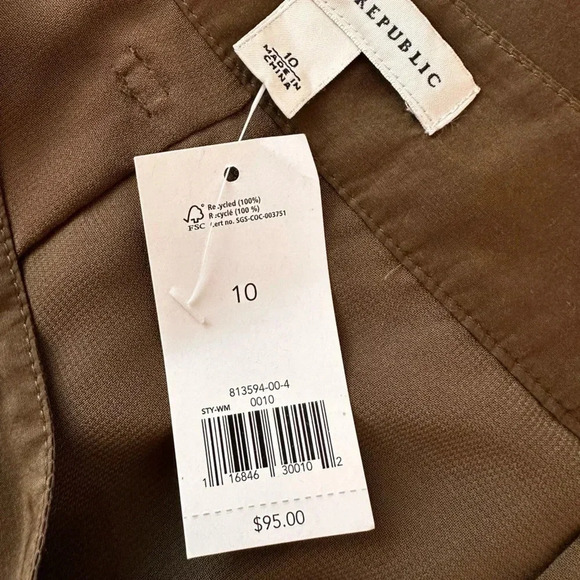 REPUBLIC
10
MADE IN
CHINA
FSC
Recycled (100%)
Recyclé (100 %)
Cert no. SGS-COC-003751
10
813594-00-4
STY-WM 0010
1 16846 30010 2
$95.00